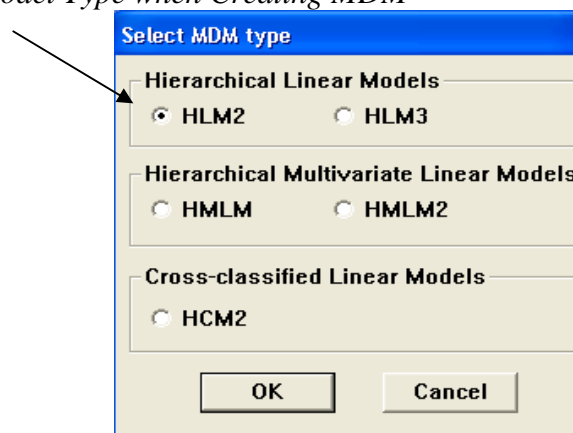 Type when Creating MDM
Select MDM type
Hierarchical Linear Models
HLM2 HLM3
Hierarchical Multivariate Linear Models
HMLM HMLM2
Cross-classified Linear Models
HCM2
OK Cancel